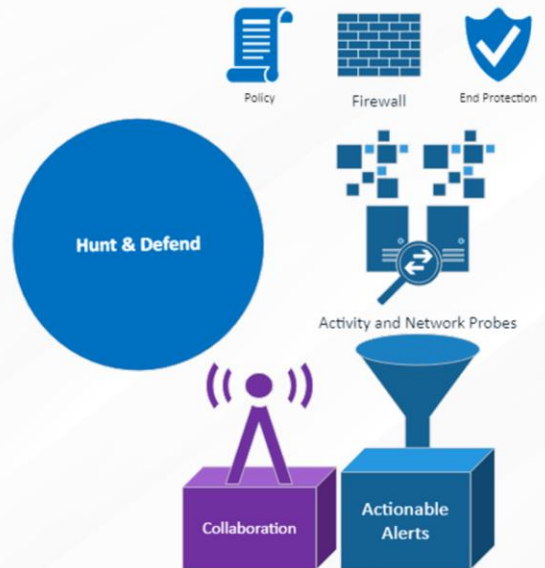 Policy
Firewall
End Protection
Hunt & Defend
Activity and Network Probes
Collaboration
Actionable
Alerts